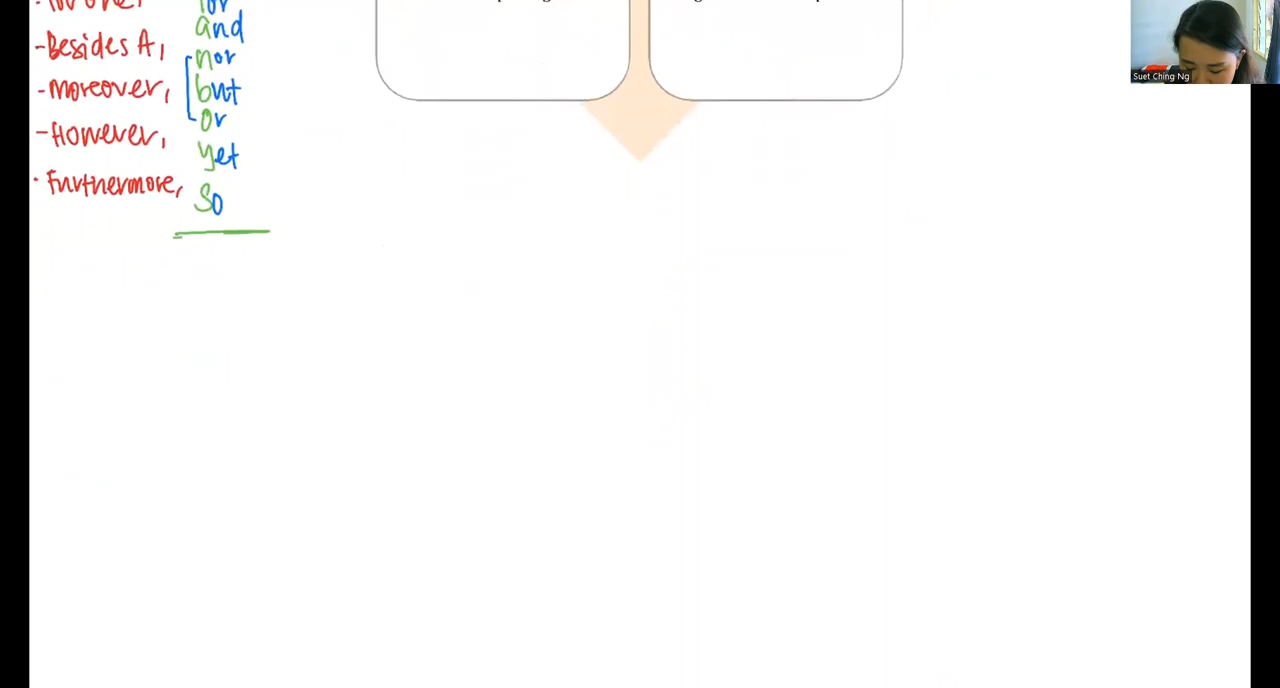 -Besides A,
-moreover,
-However,
·Furthermore,
and
nor
but
or
yet
so
Suet Ching Ng